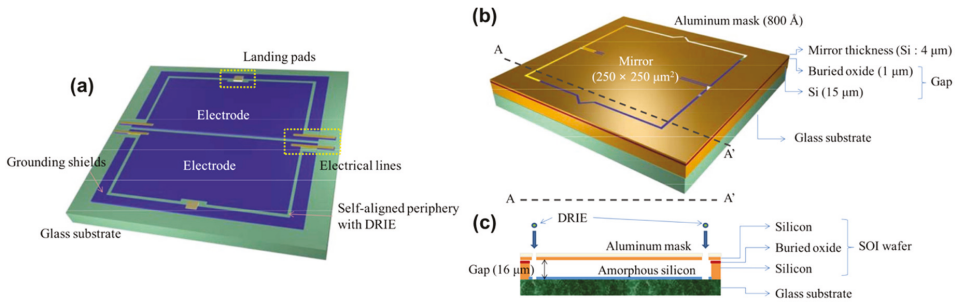 (a)
Landing pads
Electrode
Electrode
Grounding shields
Electrical lines
Self-aligned periphery
with DRIE
Glass substrate
(b)
Aluminum mask (800 Å)
A
Mirror
(250 × 250 μm²)
Mirror thickness (Si : 4 μm)
Buried oxide (1 μm)
Si (15 μm)
Gap
Glass substrate
A'
A
A'
(c)
DRIE
Aluminum mask
Gap (16 μm)
Amorphous silicon
Silicon
Buried oxide
Silicon
SOI wafer
Glass substrate